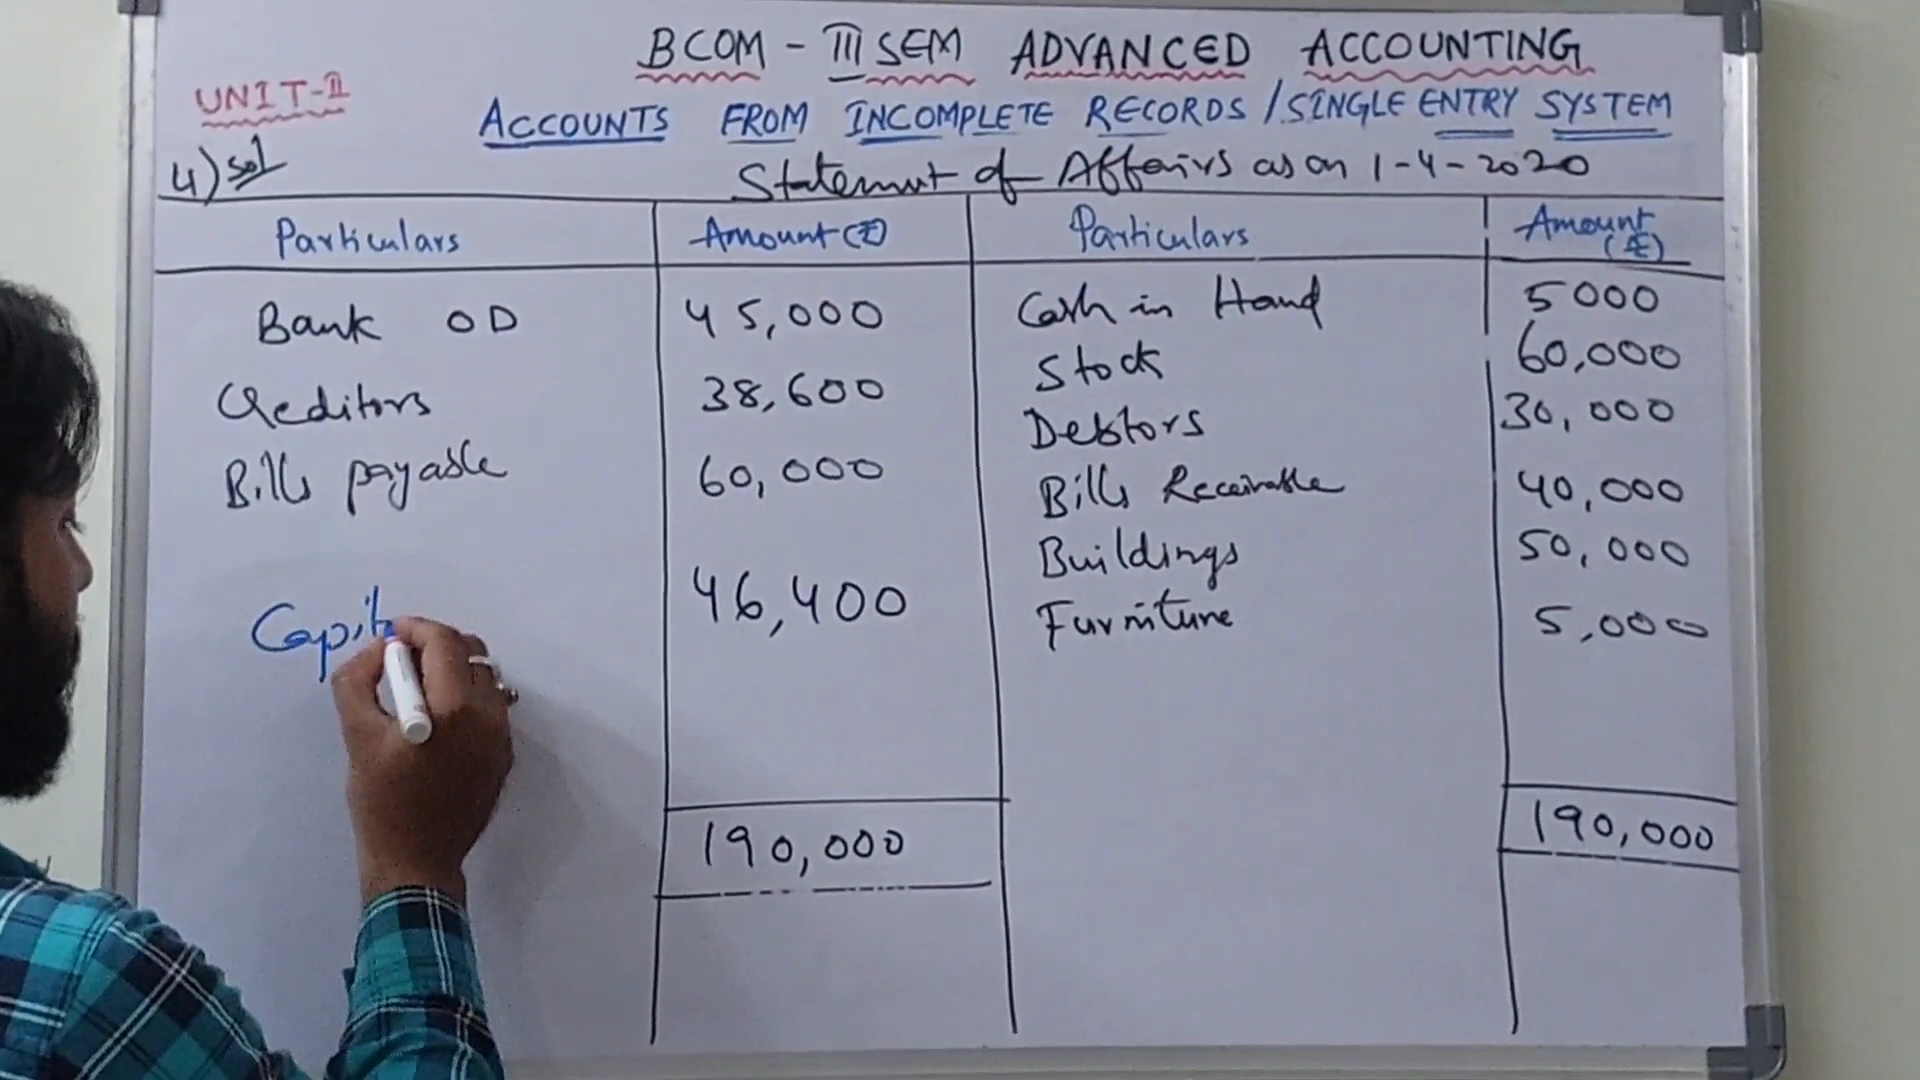 BCOM - III SEM ADVANCED ACCOUNTING
UNIT-II
ACCOUNTS FROM INCOMPLETE RECORDS / SINGLE ENTRY SYSTEM
4) sol
Statement of Affairs as on 1-4-2020
Particulars Amount (₹) Particulars Amount (₹)
Bank OD 45,000 Cash in Hand 5000
Stock 60,000
Creditors 38,600 Debtors 30,000
Bills payable 60,000 Bills Receivable 40,000
Buildings 50,000
Capit 46,400 Furniture 5,000
190,000 190,000